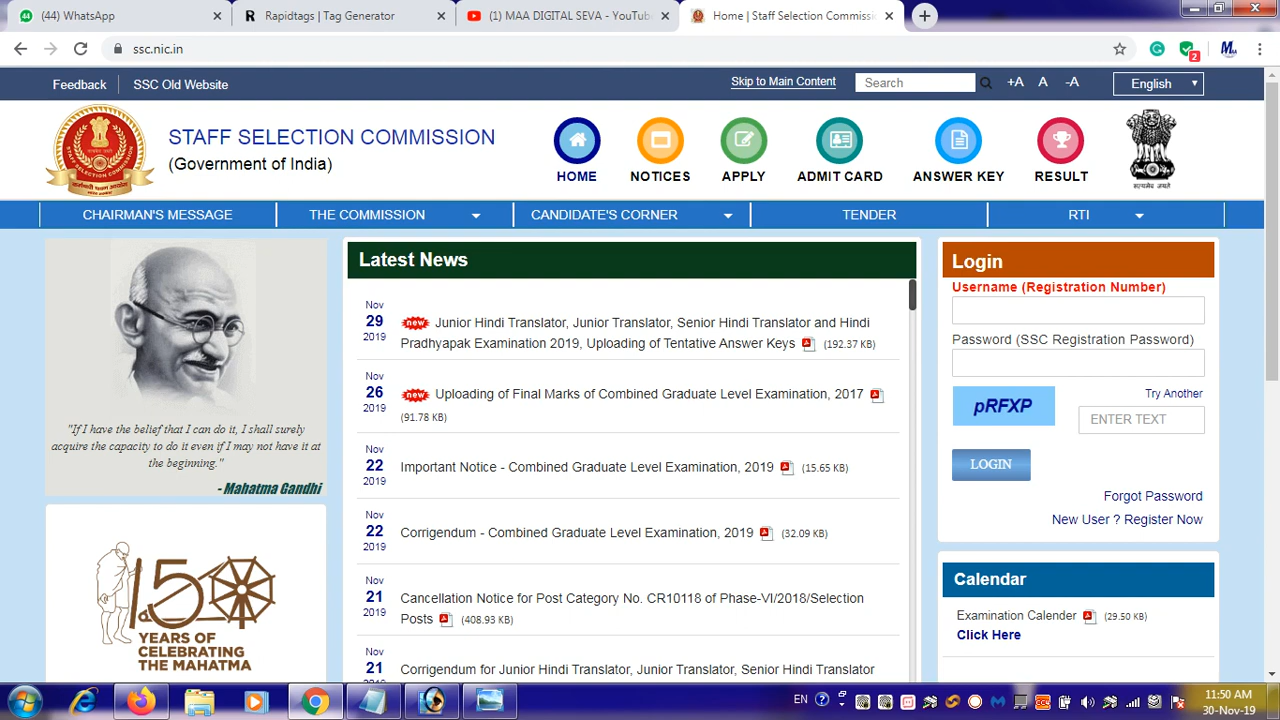 (44) WhatsApp
Rapidtags | Tag Generator
(1) MAA DIGITAL SEVA - YouTub
Home | Staff Selection Commissi
ssc.nic.in
2
Feedback
SSC Old Website
Skip to Main Content
Search
+A
A
-A
English
STAFF SELECTION COMMISSION
(Government of India)
HOME
NOTICES
APPLY
ADMIT CARD
ANSWER KEY
RESULT
सत्यमेव जयते
CHAIRMAN'S MESSAGE
THE COMMISSION
CANDIDATE'S CORNER
TENDER
RTI
"If I have the belief that I can do it, I shall surely
acquire the capacity to do it even if I may not have it at
the beginning."
- Mahatma Gandhi
150
YEARS OF
CELEBRATING
THE MAHATMA
Latest News
Nov
29
2019
new Junior Hindi Translator, Junior Translator, Senior Hindi Translator and Hindi
Pradhyapak Examination 2019, Uploading of Tentative Answer Keys (192.37 KB)
Nov
26
2019
new Uploading of Final Marks of Combined Graduate Level Examination, 2017
(91.78 KB)
Nov
22
2019
Important Notice - Combined Graduate Level Examination, 2019 (15.65 KB)
Nov
22
2019
Corrigendum - Combined Graduate Level Examination, 2019 (32.09 KB)
Nov
21
2019
Cancellation Notice for Post Category No. CR10118 of Phase-VI/2018/Selection
Posts (408.93 KB)
Nov
21
Corrigendum for Junior Hindi Translator, Junior Translator, Senior Hindi Translator
Login
Username (Registration Number)
Password (SSC Registration Password)
pRFXP
Try Another
ENTER TEXT
LOGIN
Forgot Password
New User ? Register Now
Calendar
Examination Calender (29.50 KB)
Click Here
EN
11:50 AM
30-Nov-19